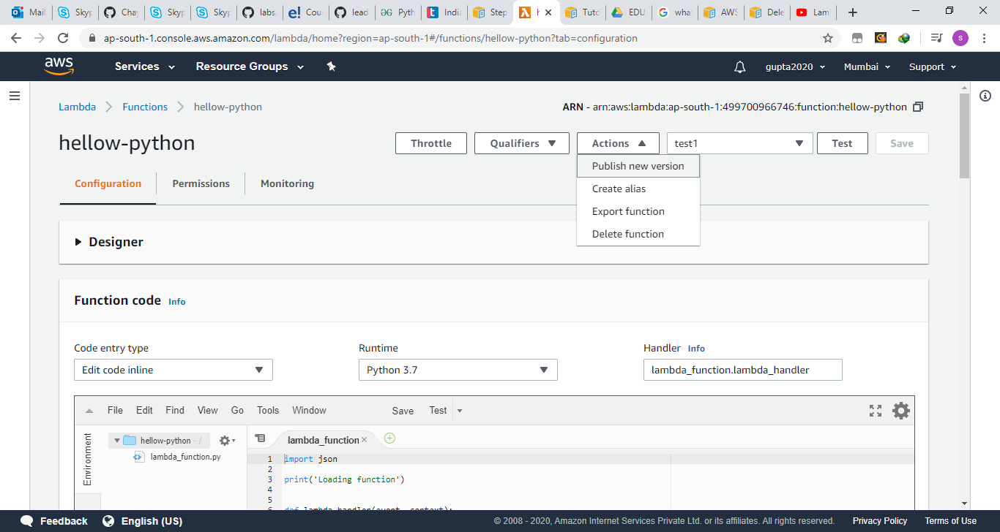 Mail Skyp Chay Skyp Skyp labs. Cour lead Pyth India Step h Tuto EDU wha AWS Dele Lam
ap-south-1.console.aws.amazon.com/lambda/home?region=ap-south-1#/functions/hellow-python?tab=configuration
s
aws Services Resource Groups gupta2020 Mumbai Support
Lambda Functions hellow-python ARN - arn:aws:lambda:ap-south-1:499700966746:function:hellow-python
hellow-python Throttle Qualifiers Actions test1 Test Save
Publish new version
Create alias
Export function
Delete function
Configuration Permissions Monitoring
Designer
Function code Info
Code entry type Runtime Handler Info
Edit code inline Python 3.7 lambda_function.lambda_handler
File Edit Find View Go Tools Window Save Test
Environment
hellow-python - /
lambda_function.py
lambda_function
1 import json
2
3 print('Loading function')
4
5
6 def lambda_handler(event, context):
Feedback English (US) © 2008 - 2020, Amazon Internet Services Private Ltd. or its affiliates. All rights reserved. Privacy Policy Terms of Use